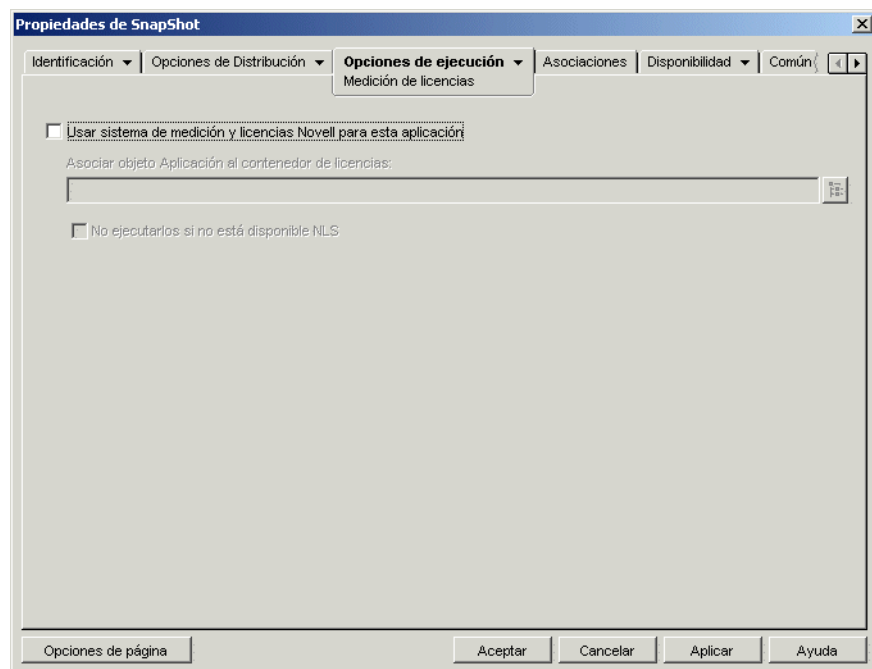 Propiedades de SnapShot
Identificación
Opciones de Distribución
Opciones de ejecución
Asociaciones
Disponibilidad
Común
Medición de licencias
Usar sistema de medición y licencias Novell para esta aplicación
Asociar objeto Aplicación al contenedor de licencias:
No ejecutarlos si no está disponible NLS
Opciones de página
Aceptar
Cancelar
Aplicar
Ayuda